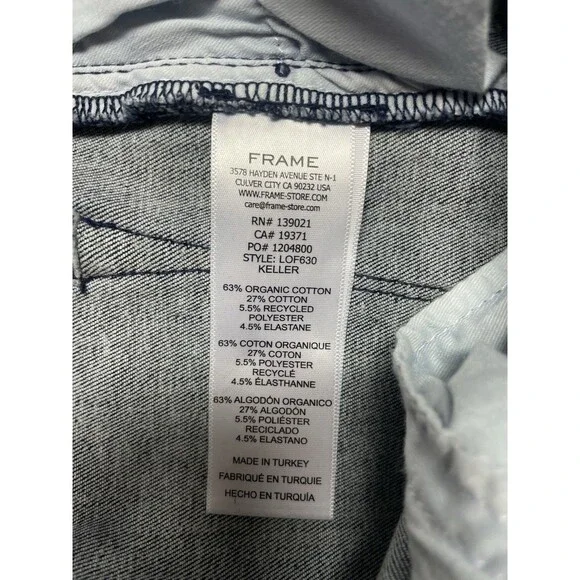 FRAME
3578 HAYDEN AVENUE STE N-1
CULVER CITY CA 90232 USA
WWW.FRAME-STORE.COM
care@frame-store.com
RN# 139021
CA# 19371
PO# 1204800
STYLE: LOF630
KELLER
63% ORGANIC COTTON
27% COTTON
5.5% RECYCLED
POLYESTER
4.5% ELASTANE
63% COTON ORGANIQUE
27% COTON
5.5% POLYESTER
RECYCLÉ
4.5% ÉLASTHANNE
63% ALGODÓN ORGANICO
27% ALGODÓN
5.5% POLIÉSTER
RECICLADO
4.5% ELASTANO
MADE IN TURKEY
FABRIQUÉ EN TURQUIE
HECHO EN TURQUÍA